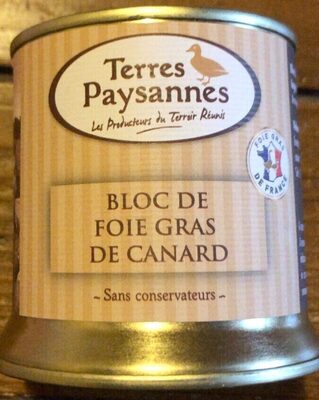 Terres
Paysannes
Les Producteurs du Terroir Réunis
FOIE GRAS
DE FRANCE
BLOC DE
FOIE GRAS
DE CANARD
~ Sans conservateurs ~